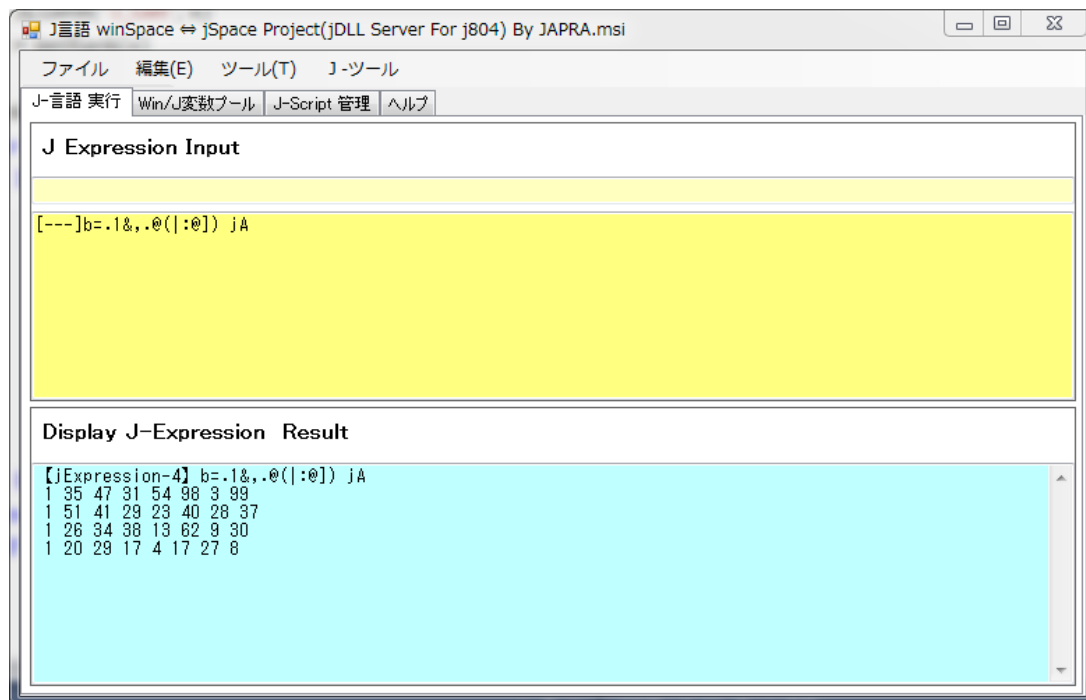 J言語 winSpace ⇔ jSpace Project(jDLL Server For j804) By JAPRA.msi
ファイル 編集(E) ツール(T) J-ツール
J-言語 実行 Win/J変数プール J-Script 管理 ヘルプ
J Expression Input
[---]b=.1&,.@(|:@]) jA
Display J-Expression Result
【jExpression-4】b=.1&,.@(|:@]) jA
1 35 47 31 54 98 3 99
1 51 41 29 23 40 28 37
1 26 34 38 13 62 9 30
1 20 29 17 4 17 27 8